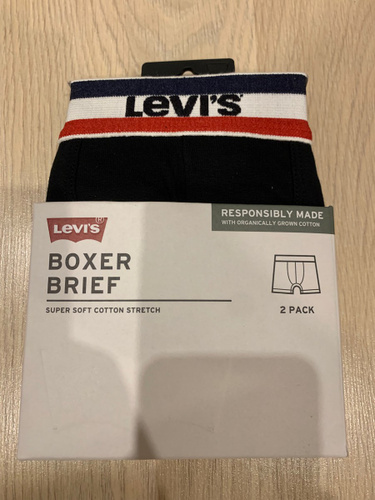 Levi's
RESPONSIBLY MADE
WITH ORGANICALLY GROWN COTTON
Levi's
BOXER
BRIEF
SUPER SOFT COTTON STRETCH
2 PACK